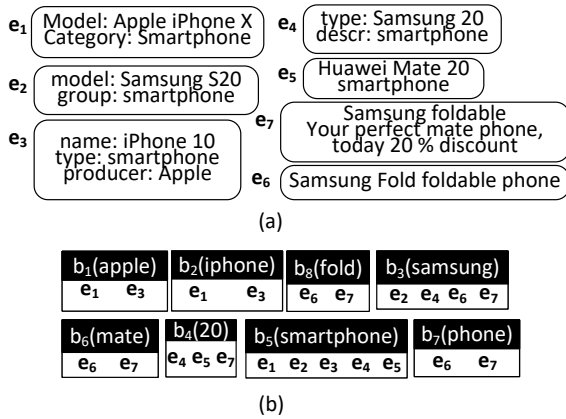 e1
Model: Apple iPhone X
Category: Smartphone
e2
model: Samsung S20
group: smartphone
e3
name: iPhone 10
type: smartphone
producer: Apple
e4
type: Samsung 20
descr: smartphone
e5
Huawei Mate 20
smartphone
e7
Samsung foldable
Your perfect mate phone,
today 20 % discount
e6
Samsung Fold foldable phone
(a)
b1(apple)
e1 e3
b2(iphone)
e1 e3
b8(fold)
e6 e7
b3(samsung)
e2 e4 e6 e7
b6(mate)
e6 e7
b4(20)
e4 e5 e7
b5(smartphone)
e1 e2 e3 e4 e5
b7(phone)
e6 e7
(b)